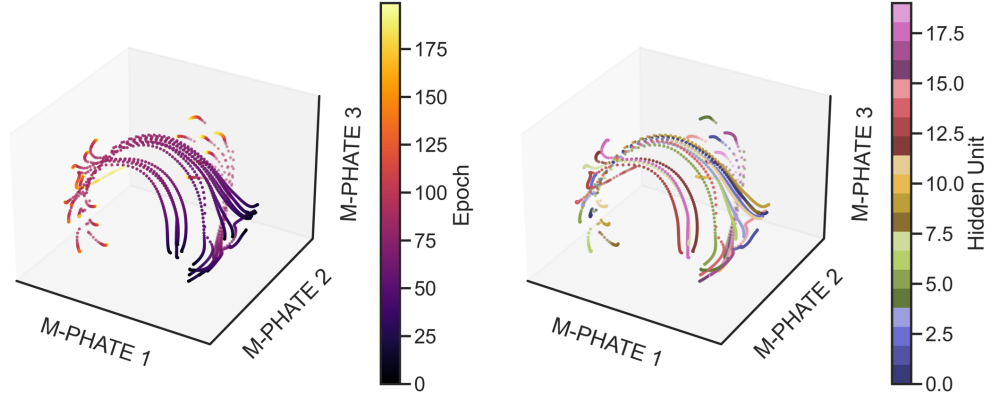 M-PHATE 1
M-PHATE 2
M-PHATE 3
175
150
125
100
75
50
25
0
Epoch
M-PHATE 1
M-PHATE 2
M-PHATE 3
17.5
15.0
12.5
10.0
7.5
5.0
2.5
0.0
Hidden Unit